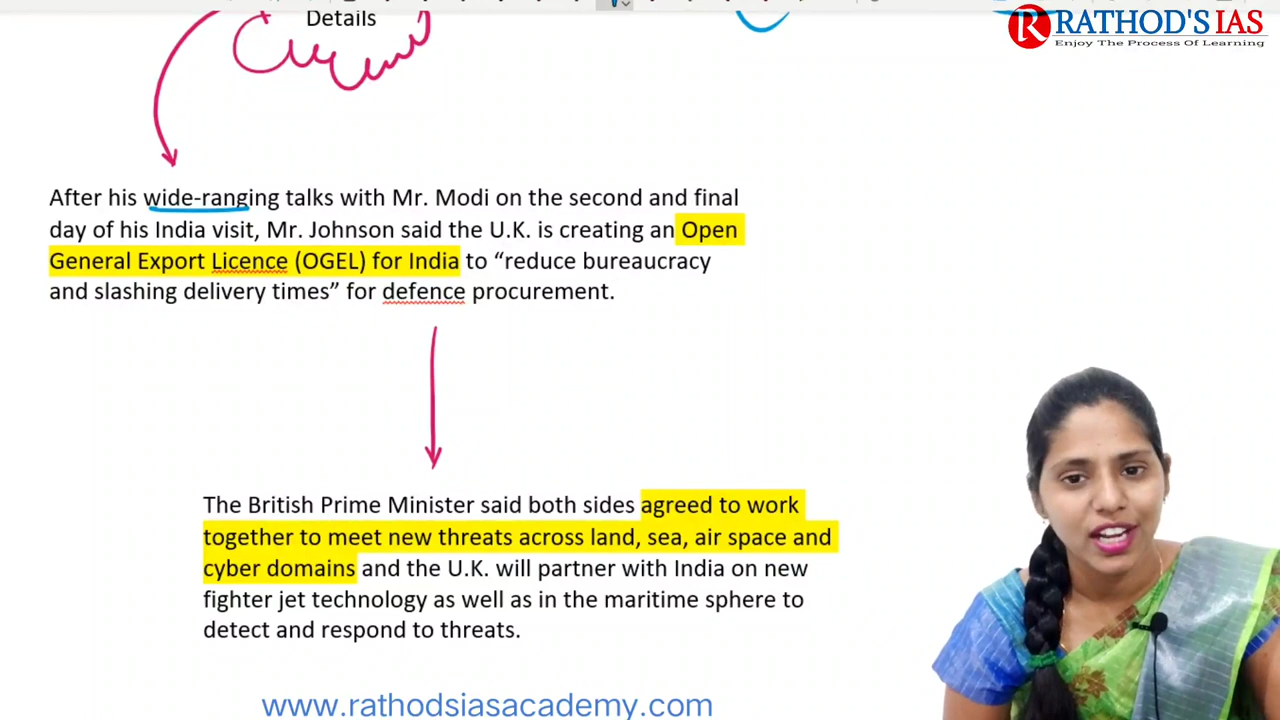 Details
RATHOD'S IAS
Enjoy The Process Of Learning
After his wide-ranging talks with Mr. Modi on the second and final
day of his India visit, Mr. Johnson said the U.K. is creating an Open
General Export Licence (OGEL) for India to “reduce bureaucracy
and slashing delivery times” for defence procurement.
The British Prime Minister said both sides agreed to work
together to meet new threats across land, sea, air space and
cyber domains and the U.K. will partner with India on new
fighter jet technology as well as in the maritime sphere to
detect and respond to threats.
www.rathodsiasacademy.com